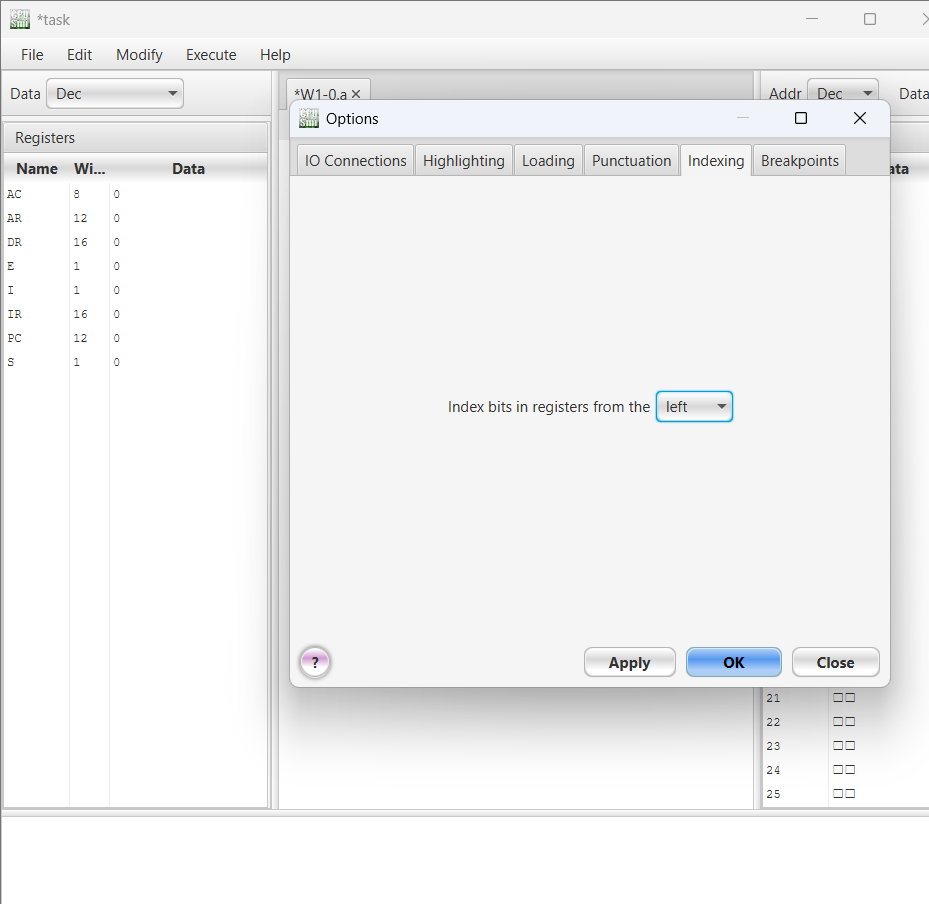 *task
File Edit Modify Execute Help
Data Dec
*W1-0.a
Addr Dec Data
Registers
Name Wi... Data
AC 8 0
AR 12 0
DR 16 0
E 1 0
I 1 0
IR 16 0
PC 12 0
S 1 0
Options
IO Connections Highlighting Loading Punctuation Indexing Breakpoints
Index bits in registers from the left
? Apply OK Close
ata
21
22
23
24
25